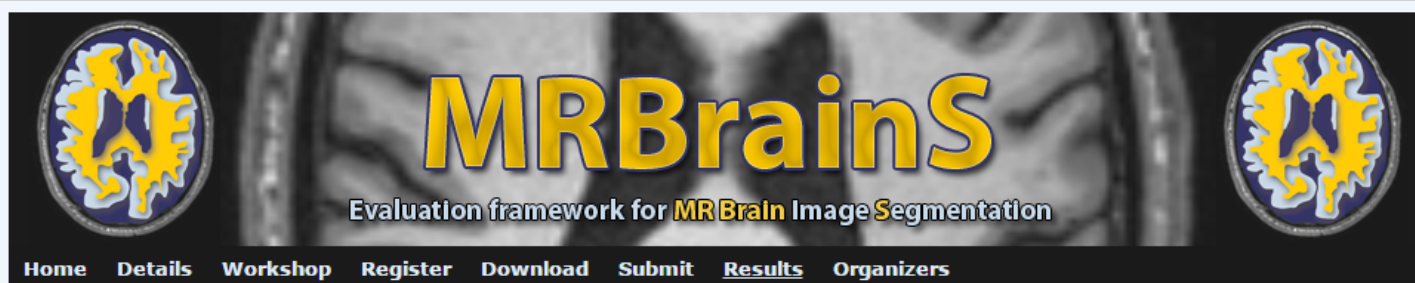 MRBrainS
Evaluation framework for MR Brain Image Segmentation
Home Details Workshop Register Download Submit Results Organizers